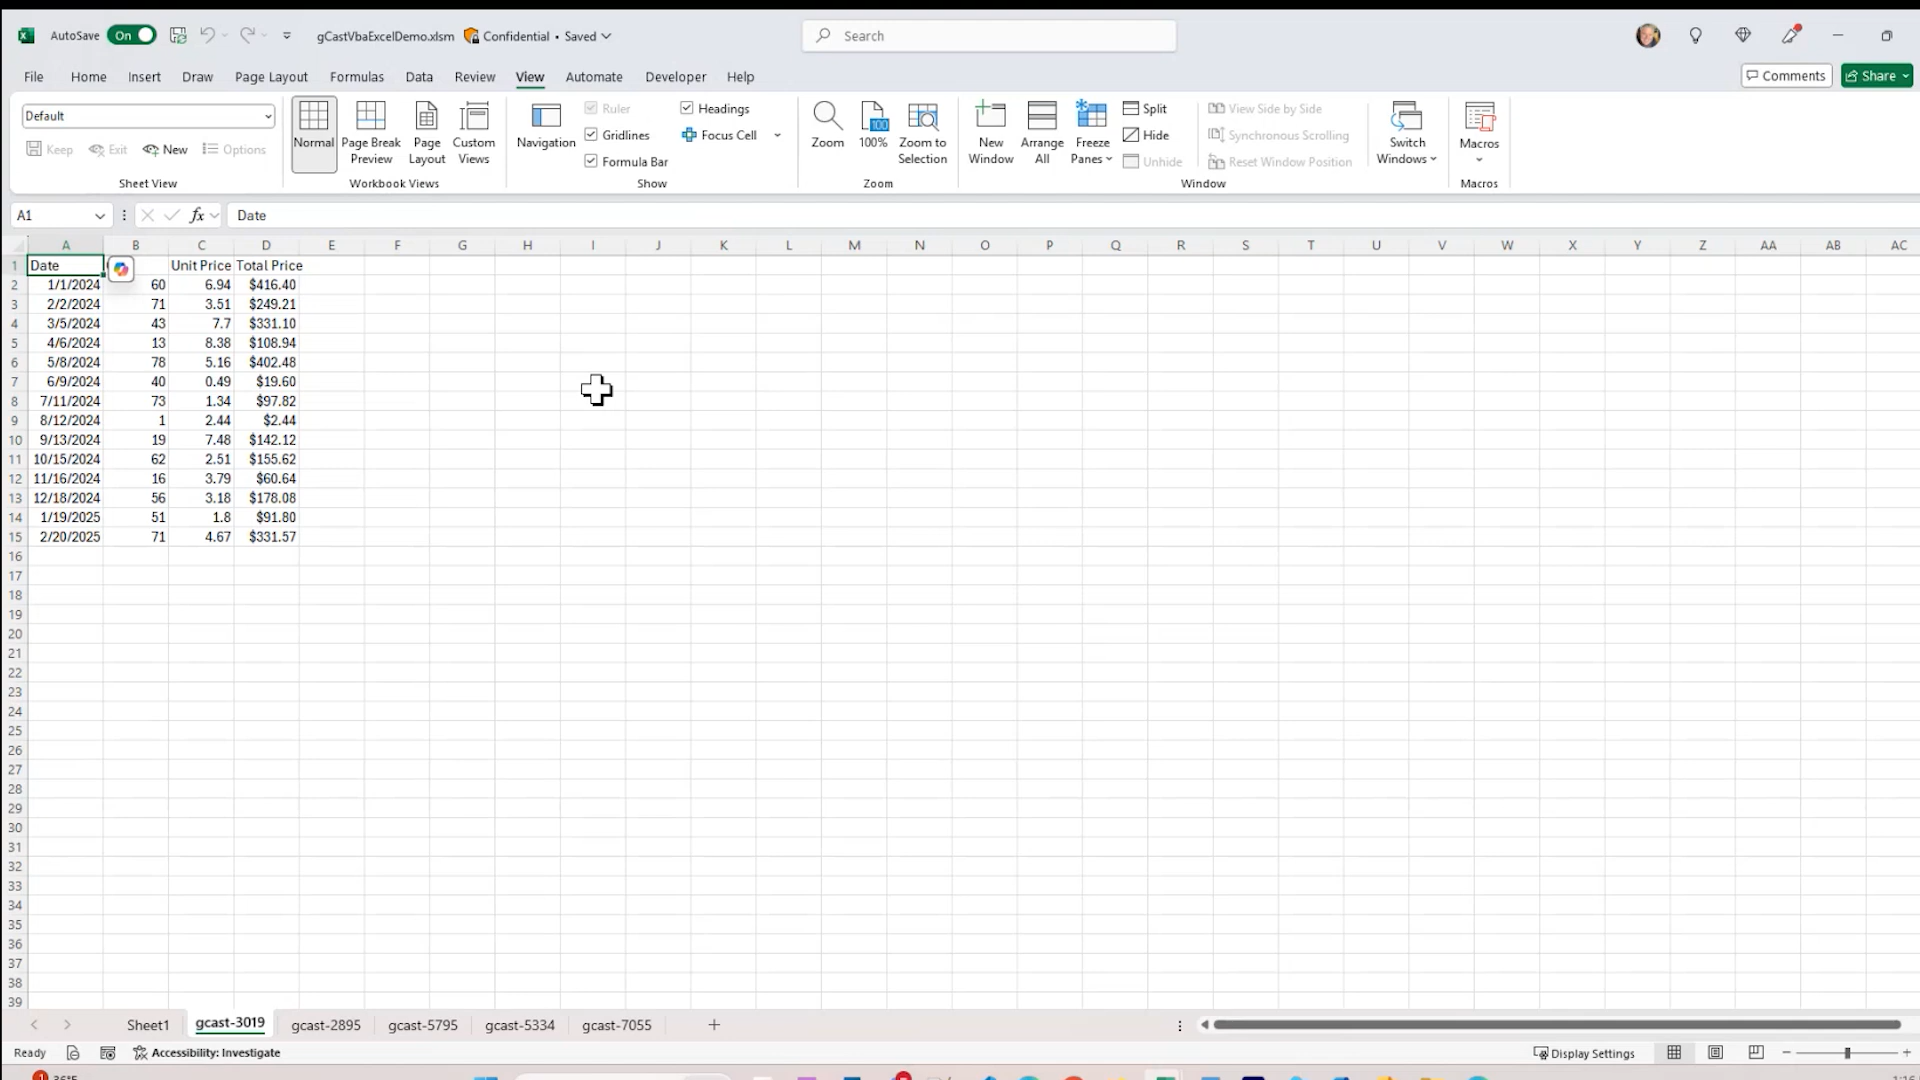 AutoSave On gCastVbaExcelDemo.xlsm Confidential • Saved Search
File Home Insert Draw Page Layout Formulas Data Review View Automate Developer Help Comments Share
Default
Keep Exit New Options
Sheet View
Normal Page Break Preview Page Layout Custom Views
Workbook Views
Navigation
Ruler Headings
Gridlines Focus Cell
Formula Bar
Show
Zoom 100% Zoom to Selection
Zoom
New Window Arrange All Freeze Panes
Split
Hide
Unhide
View Side by Side
Synchronous Scrolling
Reset Window Position
Switch Windows
Window
Macros
Macros
A1 fx Date
A B C D E F G H I J K L M N O P Q R S T U V W X Y Z AA AB AC
1 Date Unit Price Total Price
2 1/1/2024 60 6.94 $416.40
3 2/2/2024 71 3.51 $249.21
4 3/5/2024 43 7.7 $331.10
5 4/6/2024 13 8.38 $108.94
6 5/8/2024 78 5.16 $402.48
7 6/9/2024 40 0.49 $19.60
8 7/11/2024 73 1.34 $97.82
9 8/12/2024 1 2.44 $2.44
10 9/13/2024 19 7.48 $142.12
11 10/15/2024 62 2.51 $155.62
12 11/16/2024 16 3.79 $60.64
13 12/18/2024 56 3.18 $178.08
14 1/19/2025 51 1.8 $91.80
15 2/20/2025 71 4.67 $331.57
16
17
18
19
20
21
22
23
24
25
26
27
28
29
30
31
32
33
34
35
36
37
38
39
Sheet1 gcast-3019 gcast-2895 gcast-5795 gcast-5334 gcast-7055
Ready Accessibility: Investigate Display Settings